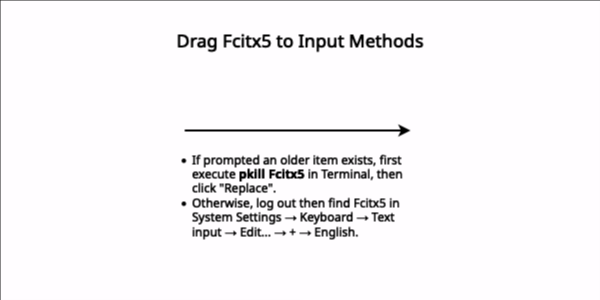 Drag Fcitx5 to Input Methods
• If prompted an older item exists, first
execute pkill Fcitx5 in Terminal, then
click "Replace".
• Otherwise, log out then find Fcitx5 in
System Settings → Keyboard → Text
input → Edit... → + → English.